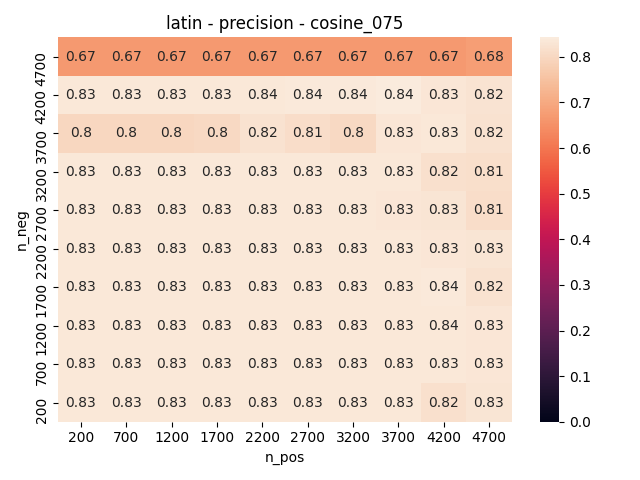 latin - precision - cosine_075
4700 0.67 0.67 0.67 0.67 0.67 0.67 0.67 0.67 0.67 0.68
4200 0.83 0.83 0.83 0.83 0.84 0.84 0.84 0.84 0.83 0.82
3700 0.8 0.8 0.8 0.8 0.82 0.81 0.8 0.83 0.83 0.82
3200 0.83 0.83 0.83 0.83 0.83 0.83 0.83 0.83 0.82 0.81
2700 0.83 0.83 0.83 0.83 0.83 0.83 0.83 0.83 0.83 0.81
2200 0.83 0.83 0.83 0.83 0.83 0.83 0.83 0.83 0.83 0.83
1700 0.83 0.83 0.83 0.83 0.83 0.83 0.83 0.83 0.84 0.82
1200 0.83 0.83 0.83 0.83 0.83 0.83 0.83 0.83 0.84 0.83
700 0.83 0.83 0.83 0.83 0.83 0.83 0.83 0.83 0.83 0.83
200 0.83 0.83 0.83 0.83 0.83 0.83 0.83 0.83 0.82 0.83
200 700 1200 1700 2200 2700 3200 3700 4200 4700
n_pos
n_neg
0.8
0.7
0.6
0.5
0.4
0.3
0.2
0.1
0.0